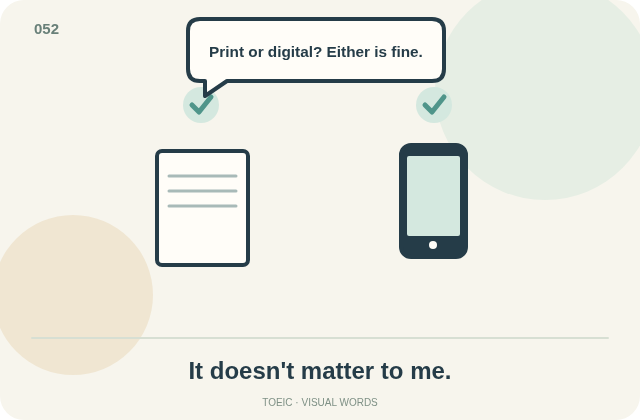 052
Print or digital? Either is fine.
It doesn't matter to me.
TOEIC · VISUAL WORDS